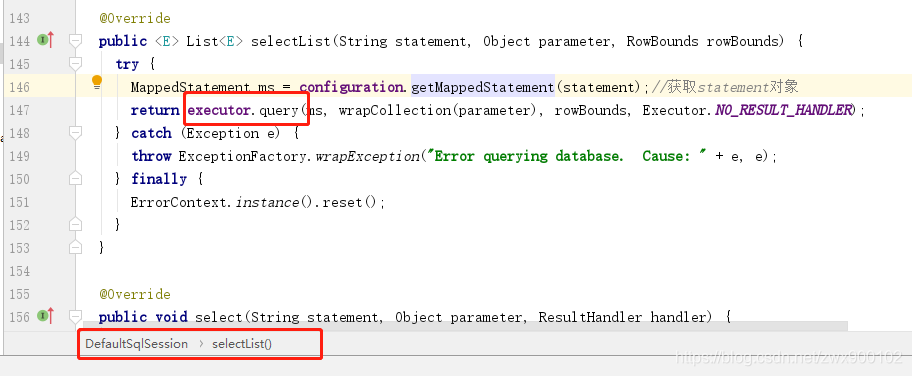 143 @Override
144 public <E> List<E> selectList(String statement, Object parameter, RowBounds rowBounds) {
145 try {
146 MappedStatement ms = configuration.getMappedStatement(statement);//获取statement对象
147 return executor.query(ms, wrapCollection(parameter), rowBounds, Executor.NO_RESULT_HANDLER);
148 } catch (Exception e) {
149 throw ExceptionFactory.wrapException("Error querying database.  Cause: " + e, e);
150 } finally {
151 ErrorContext.instance().reset();
152 }
153 }
154
155 @Override
156 public void select(String statement, Object parameter, ResultHandler handler) {
DefaultSqlSession › selectList()
https://blog.csdn.net/zwx900102